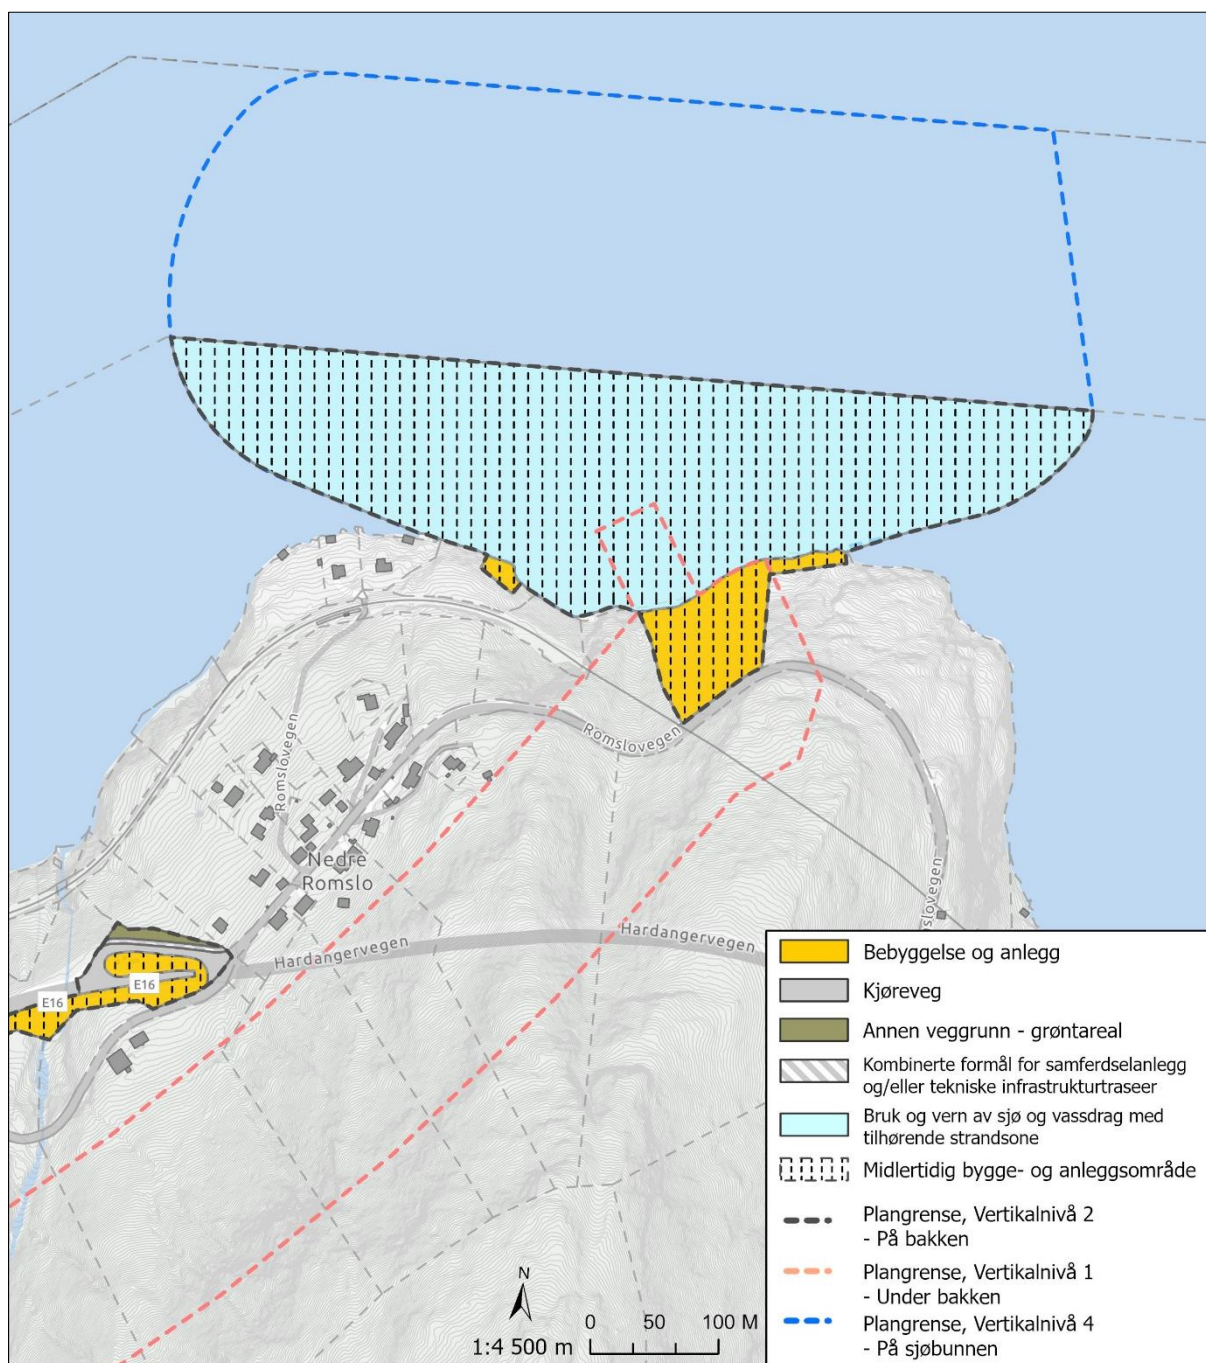 Romslovegen
Romslovegen
Nedre
Romslo
Hardangervegen
Hardangervegen
slovegen
E16
E16
Bebyggelse og anlegg
Kjøreveg
Annen veggrunn - grøntareal
Kombinerte formål for samferdselanlegg
og/eller tekniske infrastrukturtraseer
Bruk og vern av sjø og vassdrag med
tilhørende strandsone
Midlertidig bygge- og anleggsområde
Plangrense, Vertikalnivå 2
- På bakken
Plangrense, Vertikalnivå 1
- Under bakken
Plangrense, Vertikalnivå 4
- På sjøbunnen
N
0 50 100 M
1:4 500 m